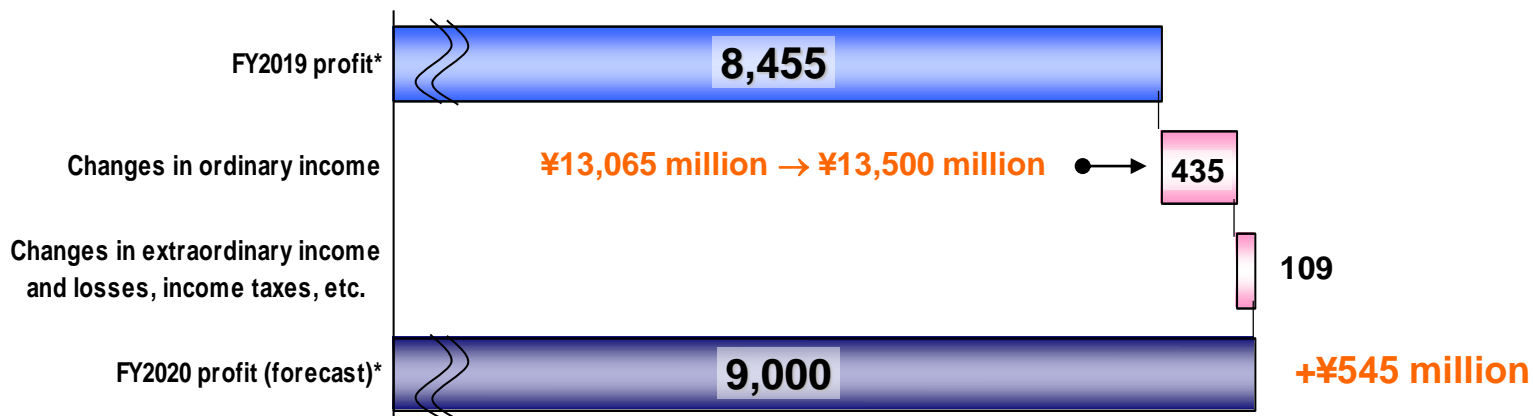 FY2019 profit*
8,455
Changes in ordinary income
¥13,065 million → ¥13,500 million
435
Changes in extraordinary income
and losses, income taxes, etc.
109
FY2020 profit (forecast)*
9,000
+¥545 million